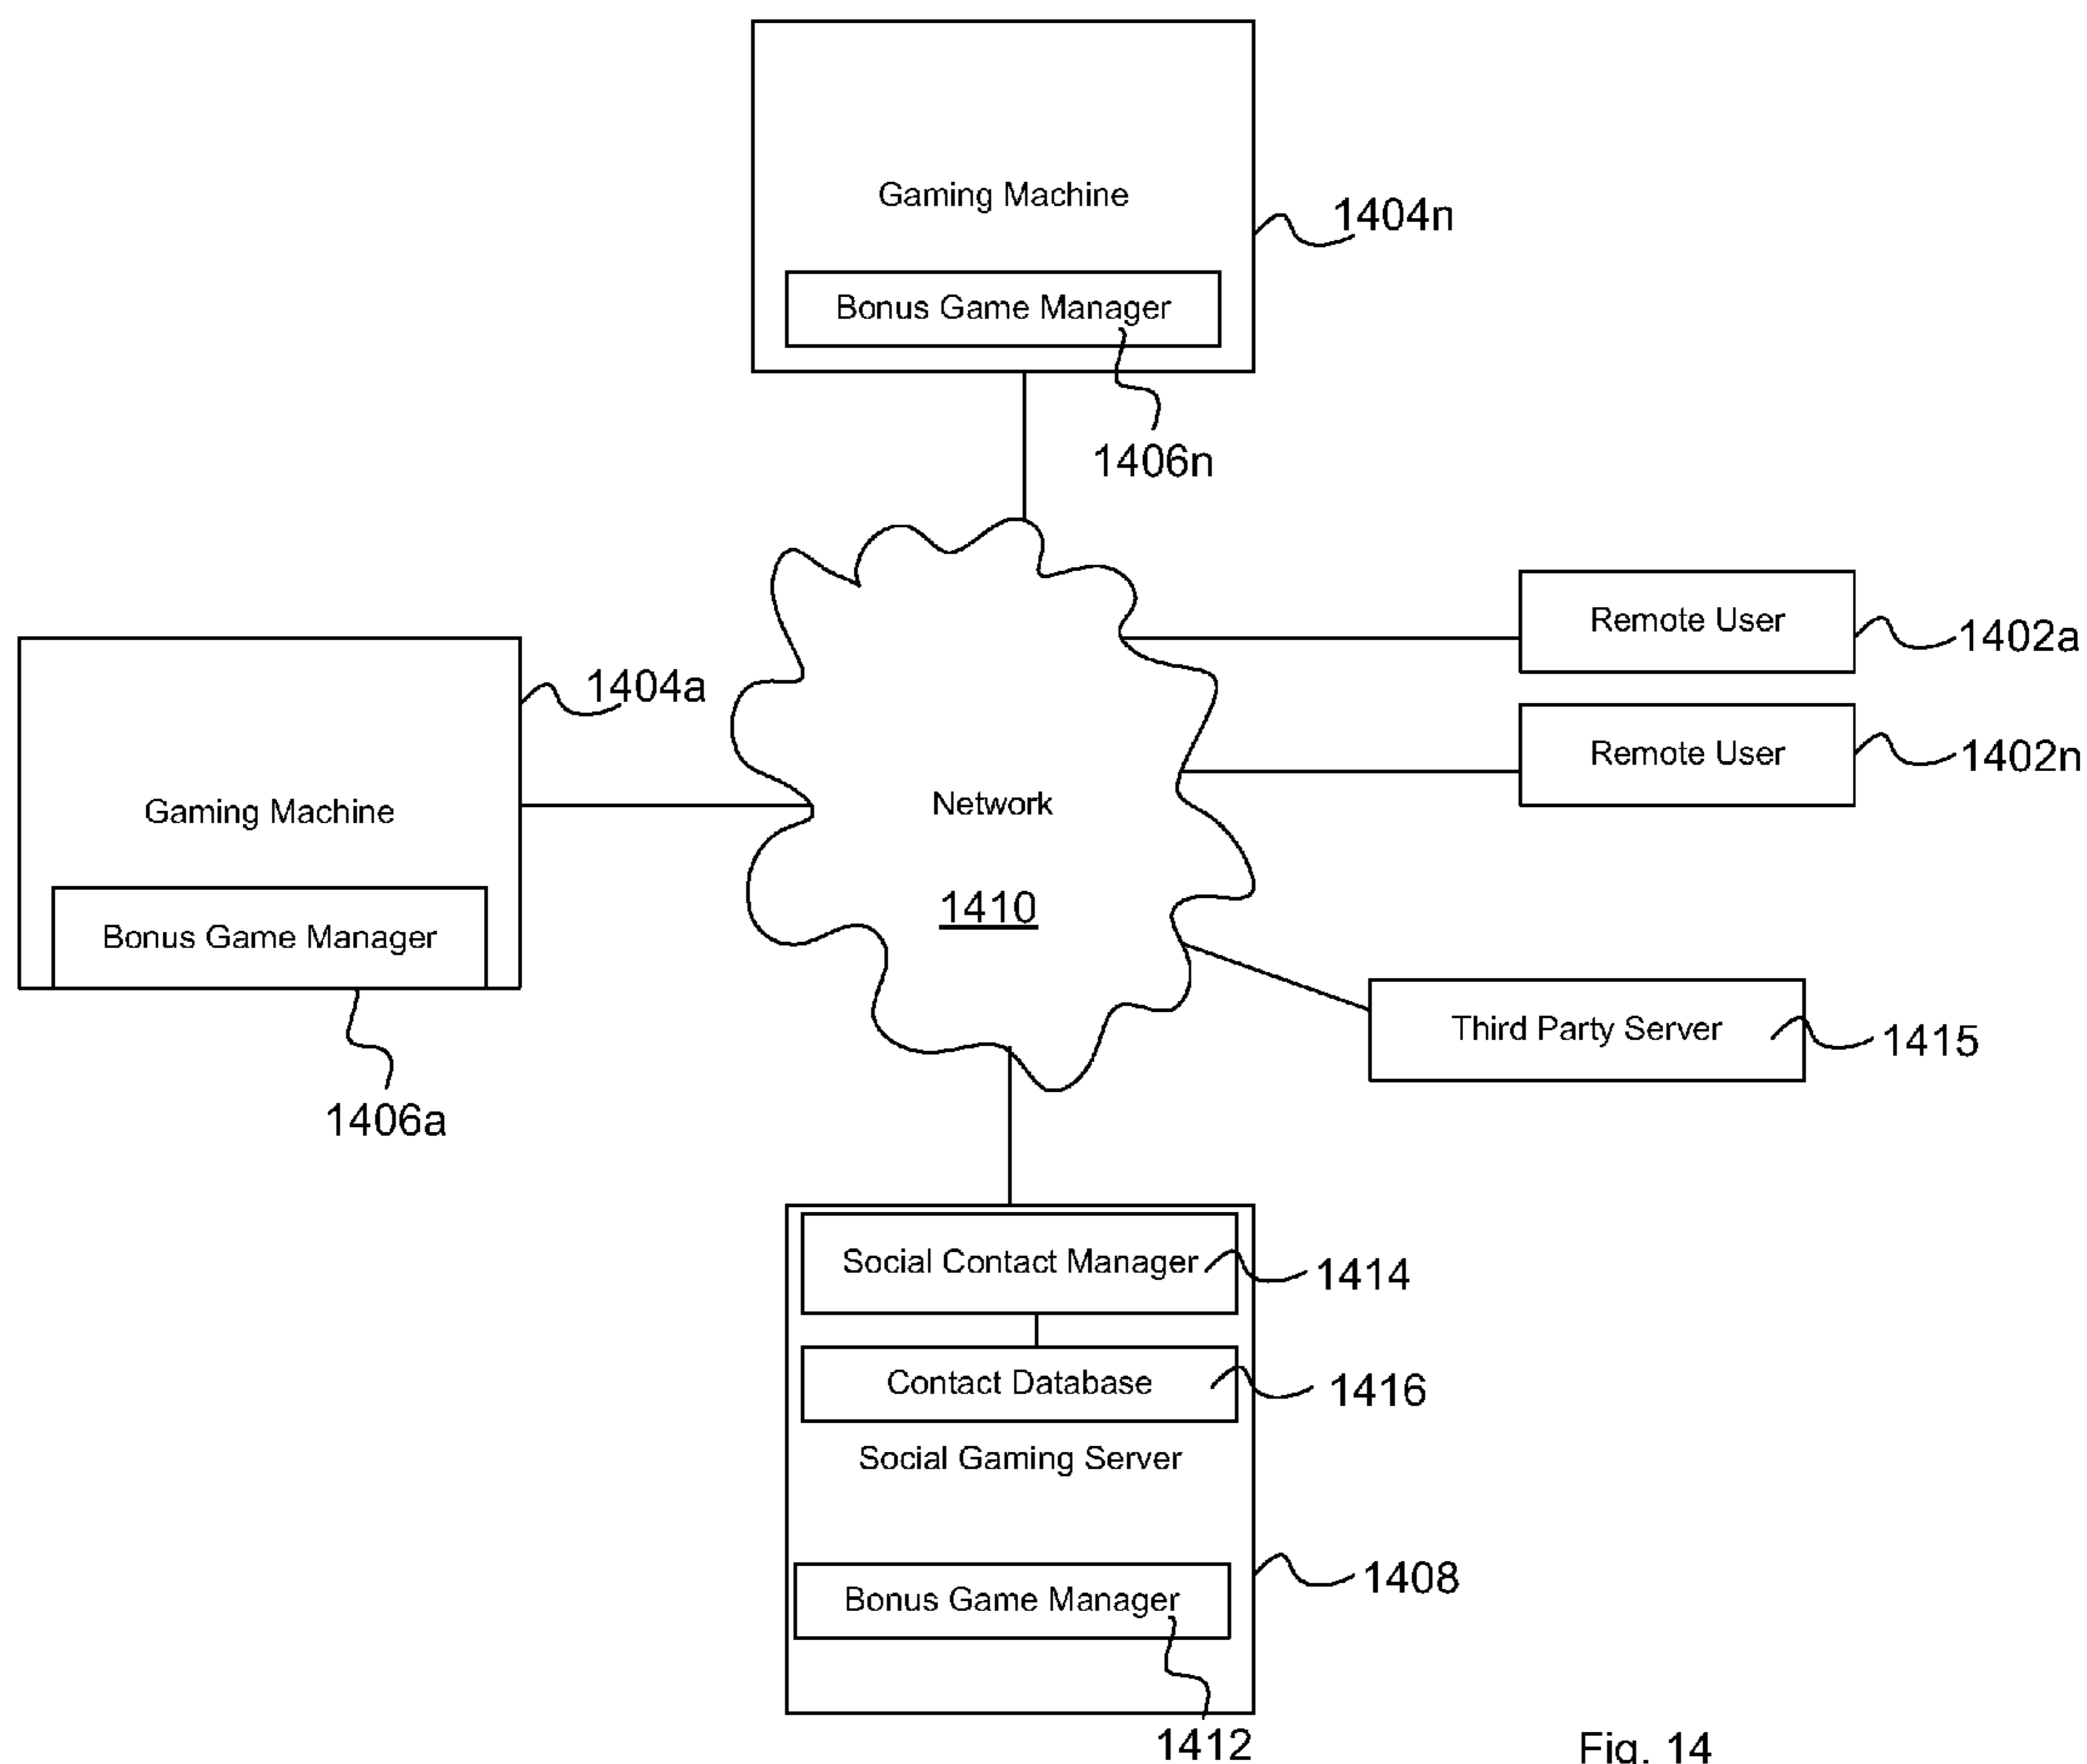 Gaming Machine
1404n
Bonus Game Manager
1406n
Remote User
1402a
1404a
Remote User
1402n
Network
Gaming Machine
1410
Bonus Game Manager
Third Party Server
1415
1406a
Social Contact Manager
1414
Contact Database
1416
Social Gaming Server
1408
Bonus Game Manager
1412
Fig. 14